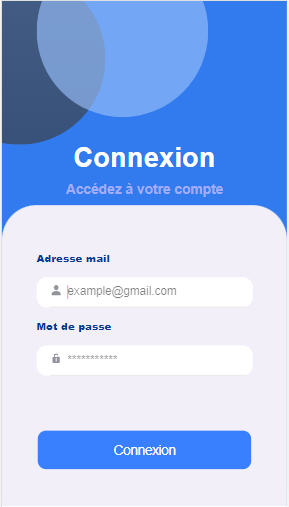 Connexion
Accédez à votre compte
Adresse mail
example@gmail.com
Mot de passe
***********
Connexion